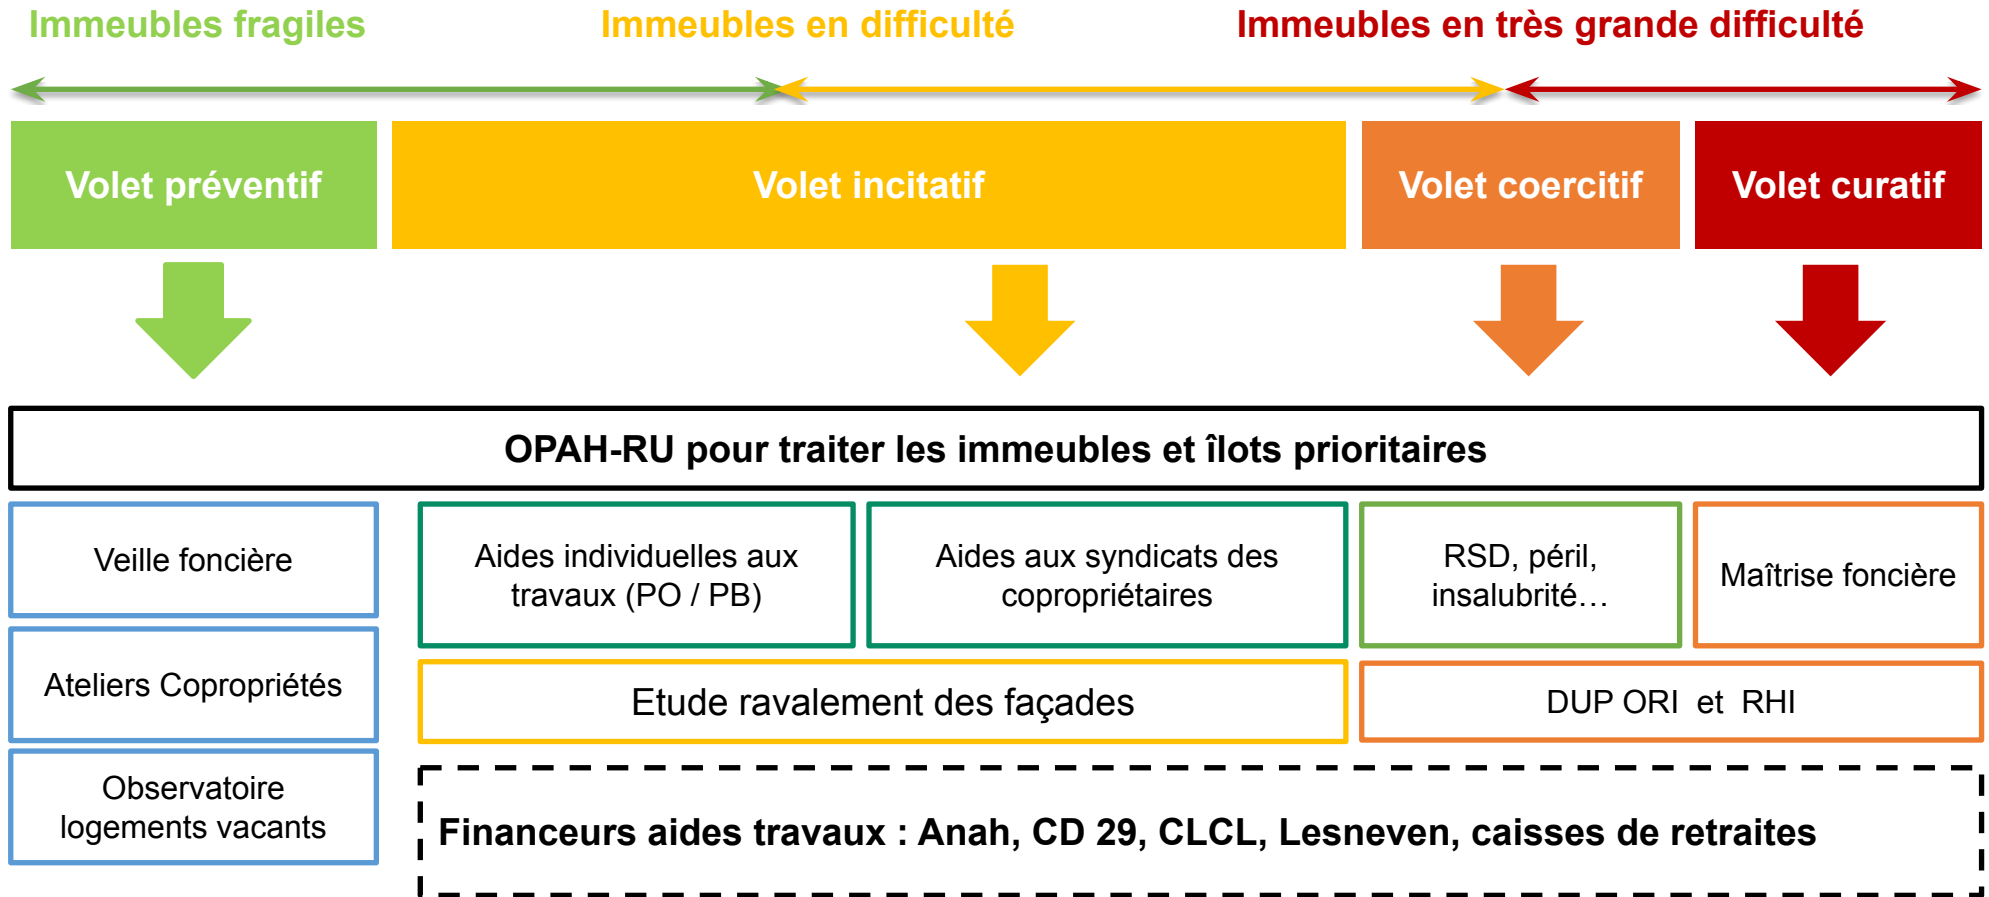 Immeubles fragiles
Immeubles en difficulté
Immeubles en très grande difficulté
Volet préventif
Volet incitatif
Volet coercitif
Volet curatif
OPAH-RU pour traiter les immeubles et îlots prioritaires
Veille foncière
Ateliers Copropriétés
Observatoire
logements vacants
Aides individuelles aux
travaux (PO / PB)
Aides aux syndicats des
copropriétaires
RSD, péril,
insalubrité…
Maîtrise foncière
Etude ravalement des façades
DUP ORI et RHI
Financeurs aides travaux : Anah, CD 29, CLCL, Lesneven, caisses de retraites